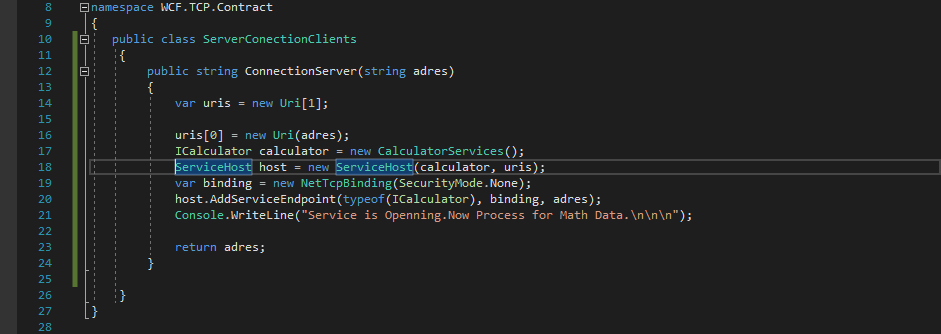 8 namespace WCF.TCP.Contract
9 {
10 public class ServerConectionClients
11 {
12 public string ConnectionServer(string adres)
13 {
14 var uris = new Uri[1];
15
16 uris[0] = new Uri(adres);
17 ICalculator calculator = new CalculatorServices();
18 ServiceHost host = new ServiceHost(calculator, uris);
19 var binding = new NetTcpBinding(SecurityMode.None);
20 host.AddServiceEndpoint(typeof(ICalculator), binding, adres);
21 Console.WriteLine("Service is Openning.Now Process for Math Data.\n\n\n");
22
23 return adres;
24 }
25
26 }
27 }
28